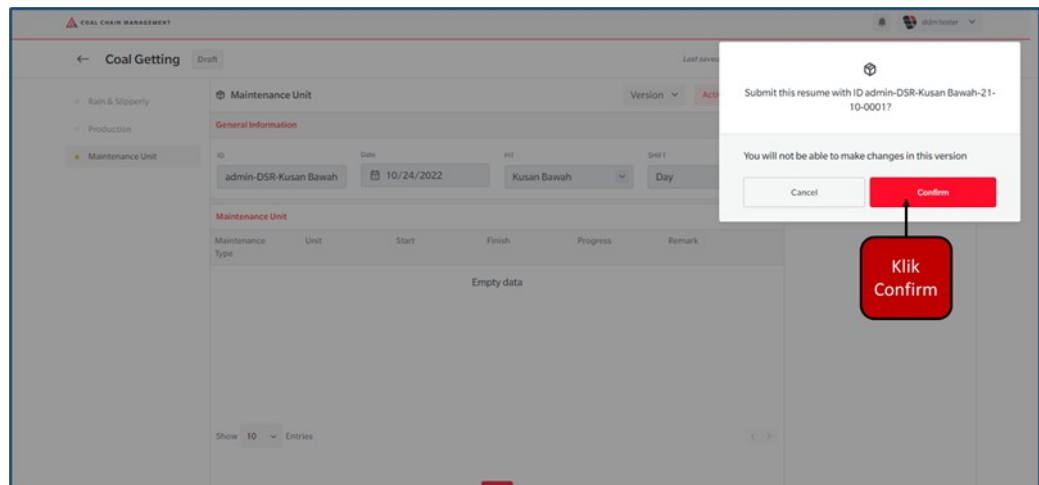 COAL CHAIN MANAGEMENT
ddm tester
← Coal Getting Draft
Last saved
Rain & Slipperly
Production
Maintenance Unit
Maintenance Unit
Version
General Information
ID Date PIT SHIFT
admin-DSR-Kusan Bawah 10/24/2022 Kusan Bawah Day
Maintenance Unit
Maintenance Type Unit Start Finish Progress Remark
Empty data
Show 10 Entries
Submit this resume with ID admin-DSR-Kusan Bawah-21-
10-0001?
You will not be able to make changes in this version
Cancel Confirm
Klik
Confirm